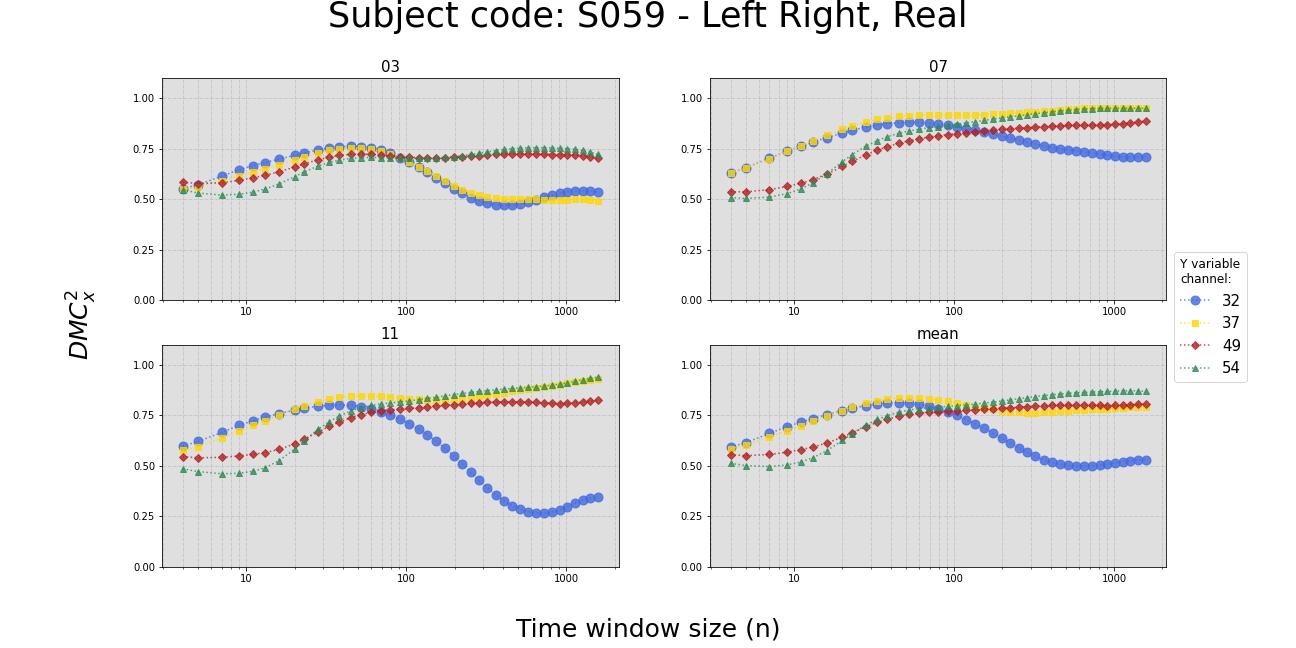 Subject code: S059 - Left Right, Real
03
1.00
0.75
0.50
0.25
0.00
10 100 1000
07
1.00
0.75
0.50
0.25
0.00
10 100 1000
DMC²ₓ
11
1.00
0.75
0.50
0.25
0.00
10 100 1000
mean
1.00
0.75
0.50
0.25
0.00
10 100 1000
Y variable
channel:
32
37
49
54
Time window size (n)